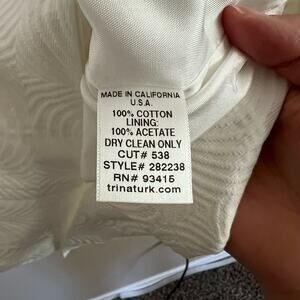 MADE IN CALIFORNIA
U.S.A.
100% COTTON
LINING:
100% ACETATE
DRY CLEAN ONLY
CUT# 538
STYLE# 282238
RN# 93415
trinaturk.com